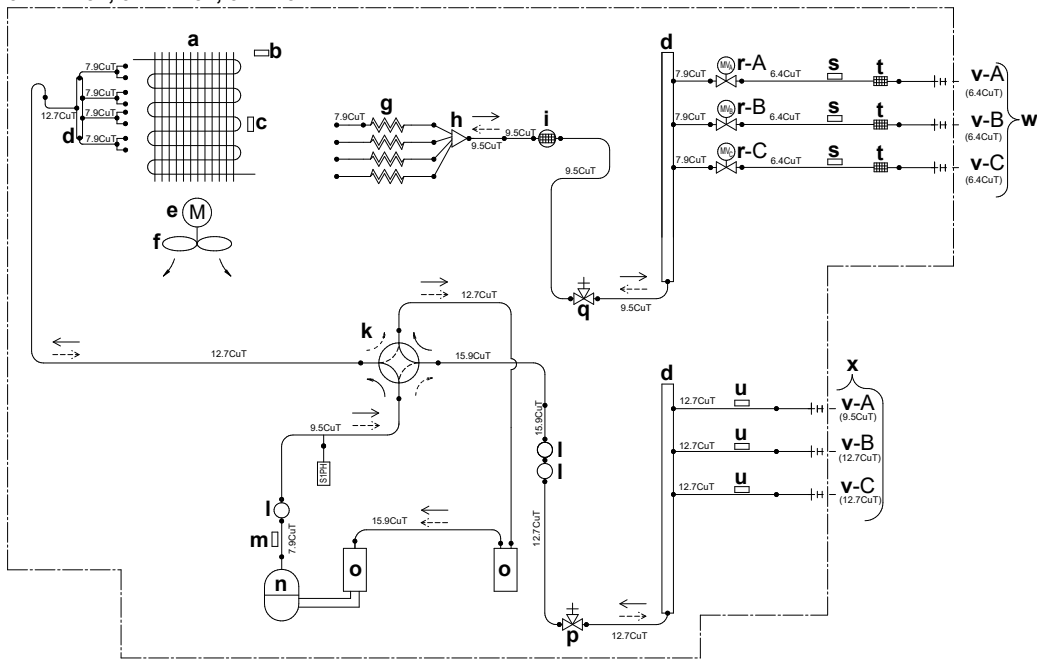 a
b
d
7.9CuT
r-A
s
t
7.9CuT
6.4CuT
v-A
(6.4CuT)
7.9CuT
g
h
i
7.9CuT
9.5CuT
9.5CuT
12.7CuT
d
7.9CuT
c
7.9CuT
r-B
6.4CuT
s
t
v-B
(6.4CuT)
w
7.9CuT
r-C
6.4CuT
s
t
v-C
(6.4CuT)
7.9CuT
9.5CuT
e
M
f
q
9.5CuT
12.7CuT
k
12.7CuT
15.9CuT
d
x
12.7CuT
u
v-A
(9.5CuT)
9.5CuT
15.9CuT
S1PH
l
l
12.7CuT
u
v-B
(12.7CuT)
12.7CuT
u
v-C
(12.7CuT)
l
m
7.9CuT
15.9CuT
12.7CuT
n
o
o
p
12.7CuT